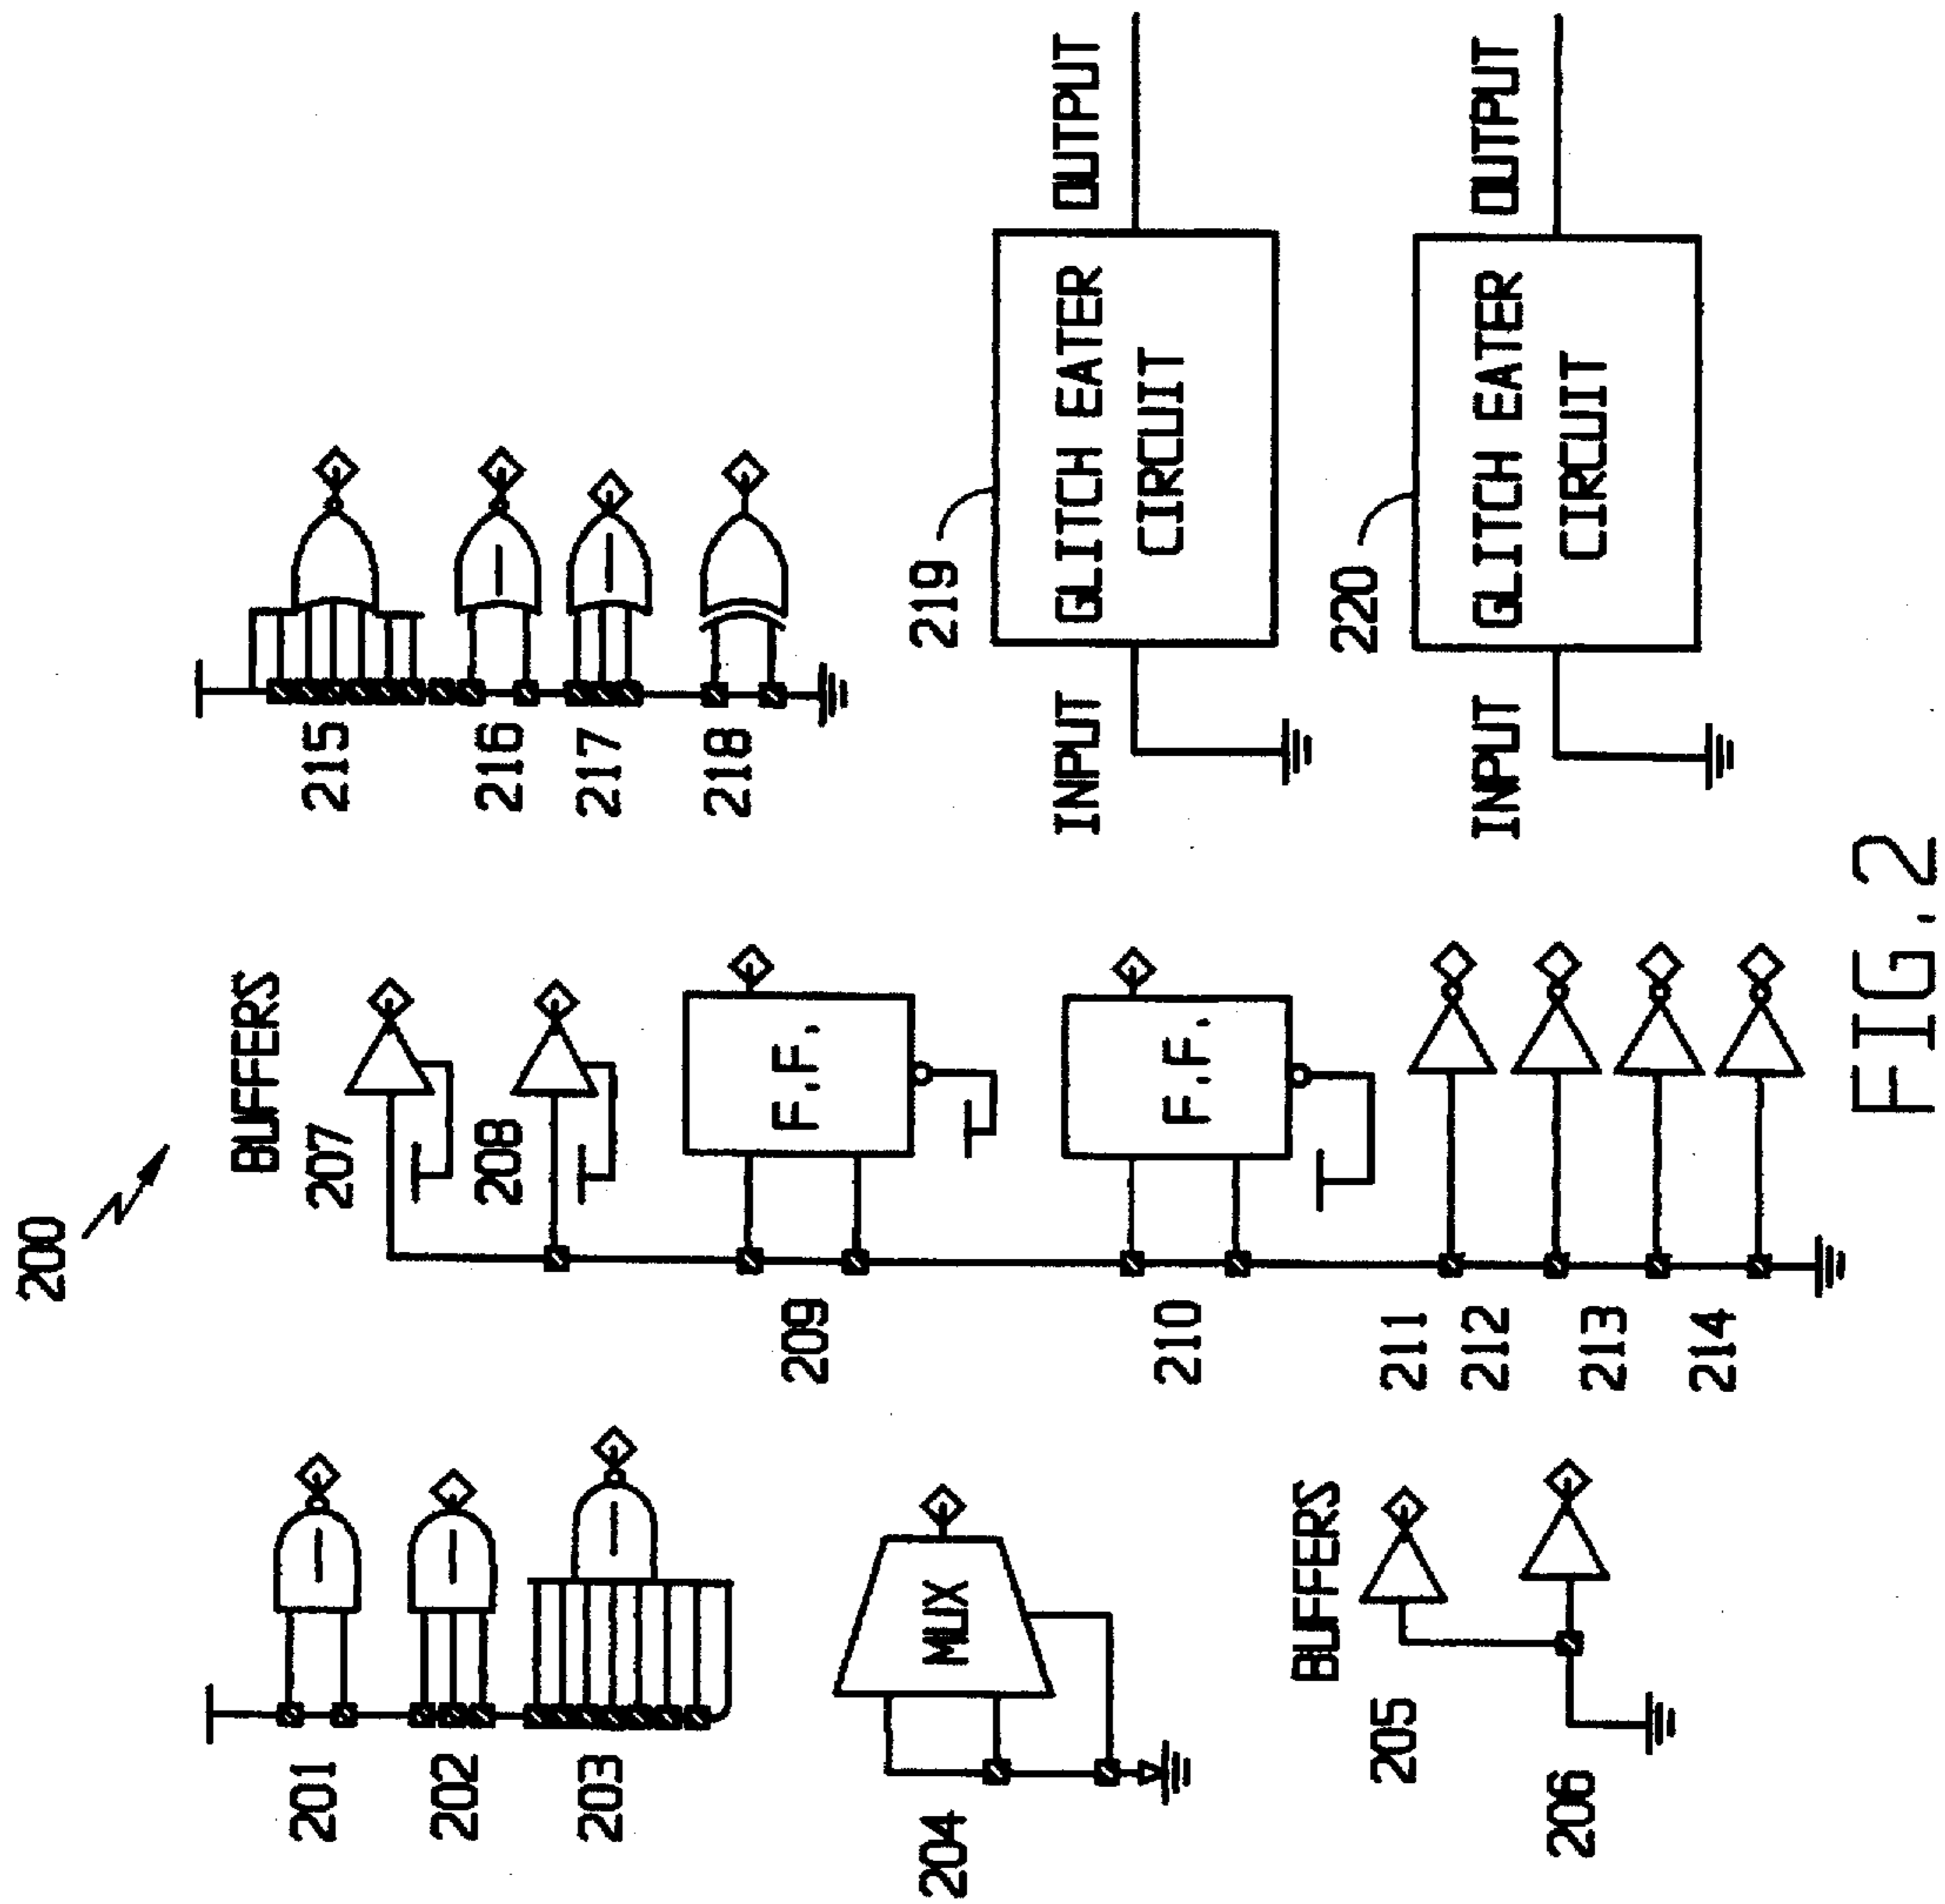 200
201
202
203
204
MUX
BUFFERS
205
206
BUFFERS
207
208
209
F.F.
210
F.F.
211
212
213
214
215
216
217
218
219
INPUT
GLITCH EATER
CIRCUIT
OUTPUT
220
INPUT
GLITCH EATER
CIRCUIT
OUTPUT
FIG.2